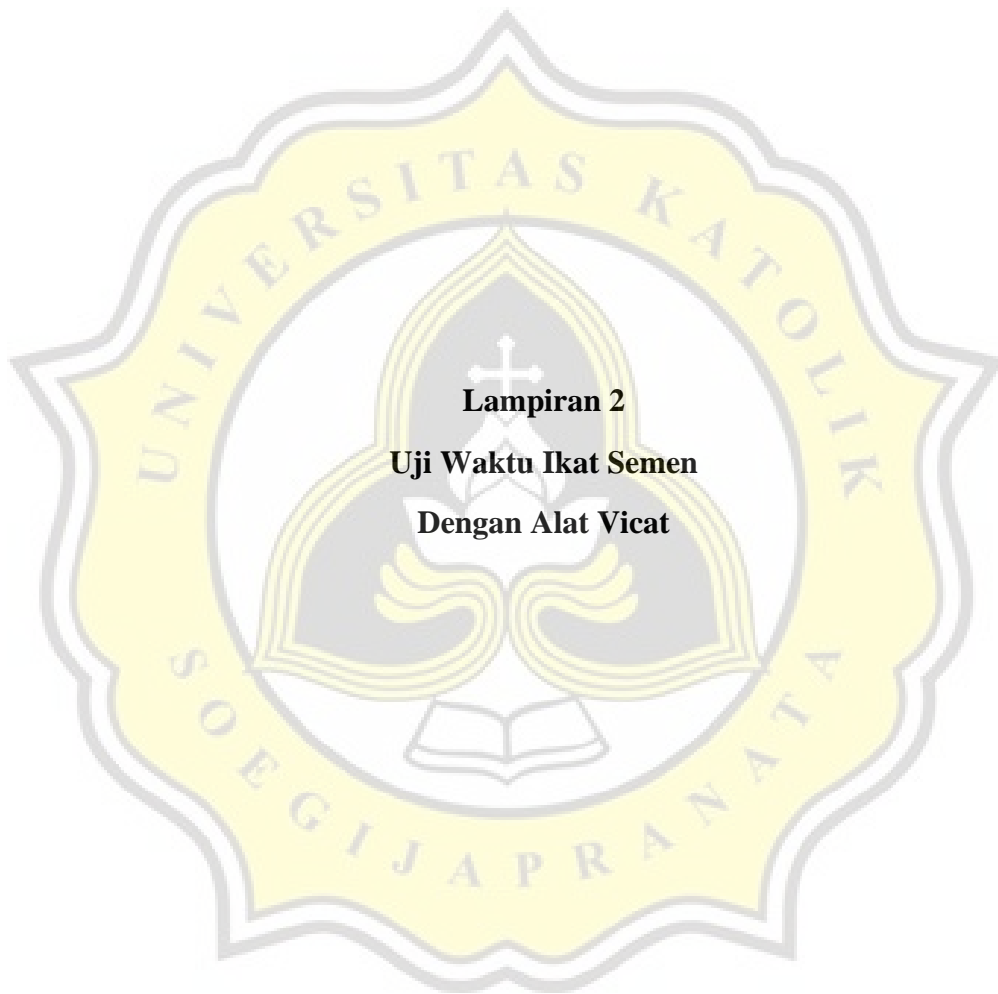 UNIVERSITAS KATOLIK
Lampiran 2
Uji Waktu Ikat Semen
Dengan Alat Vicat
SOEGIJAPRANATA